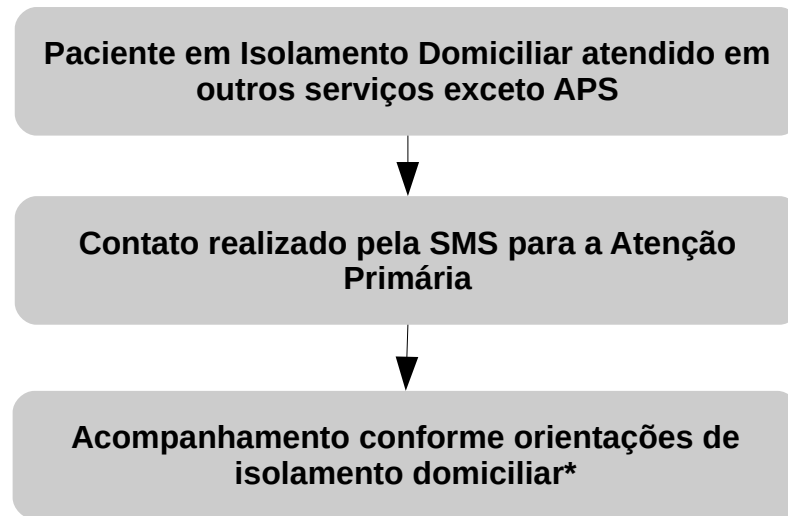 Paciente em Isolamento Domiciliar atendido em
outros serviços exceto APS
Contato realizado pela SMS para a Atenção
Primária
Acompanhamento conforme orientações de
isolamento domiciliar*